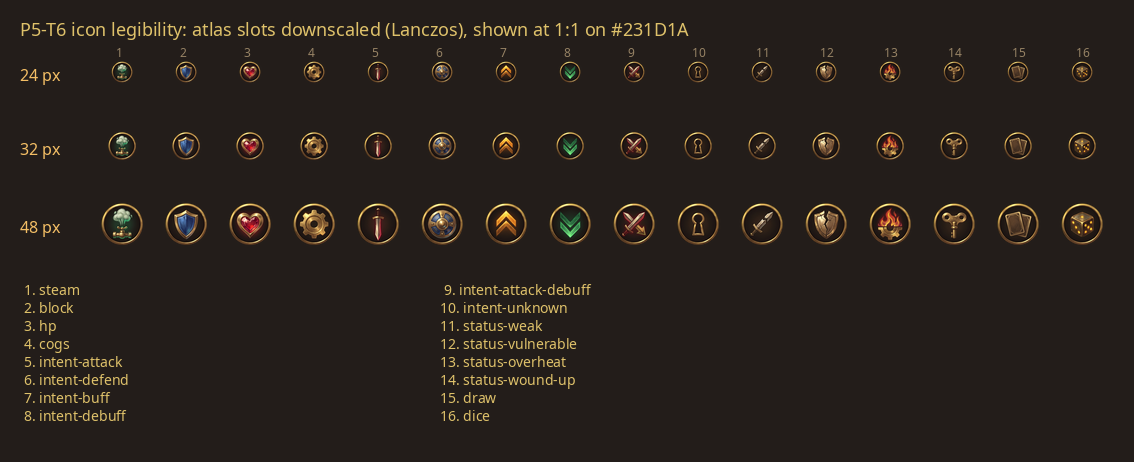 P5-T6 icon legibility: atlas slots downscaled (Lanczos), shown at 1:1 on #231D1A
1 2 3 4 5 6 7 8 9 10 11 12 13 14 15 16
24 px
32 px
48 px
1. steam
2. block
3. hp
4. cogs
5. intent-attack
6. intent-defend
7. intent-buff
8. intent-debuff
9. intent-attack-debuff
10. intent-unknown
11. status-weak
12. status-vulnerable
13. status-overheat
14. status-wound-up
15. draw
16. dice